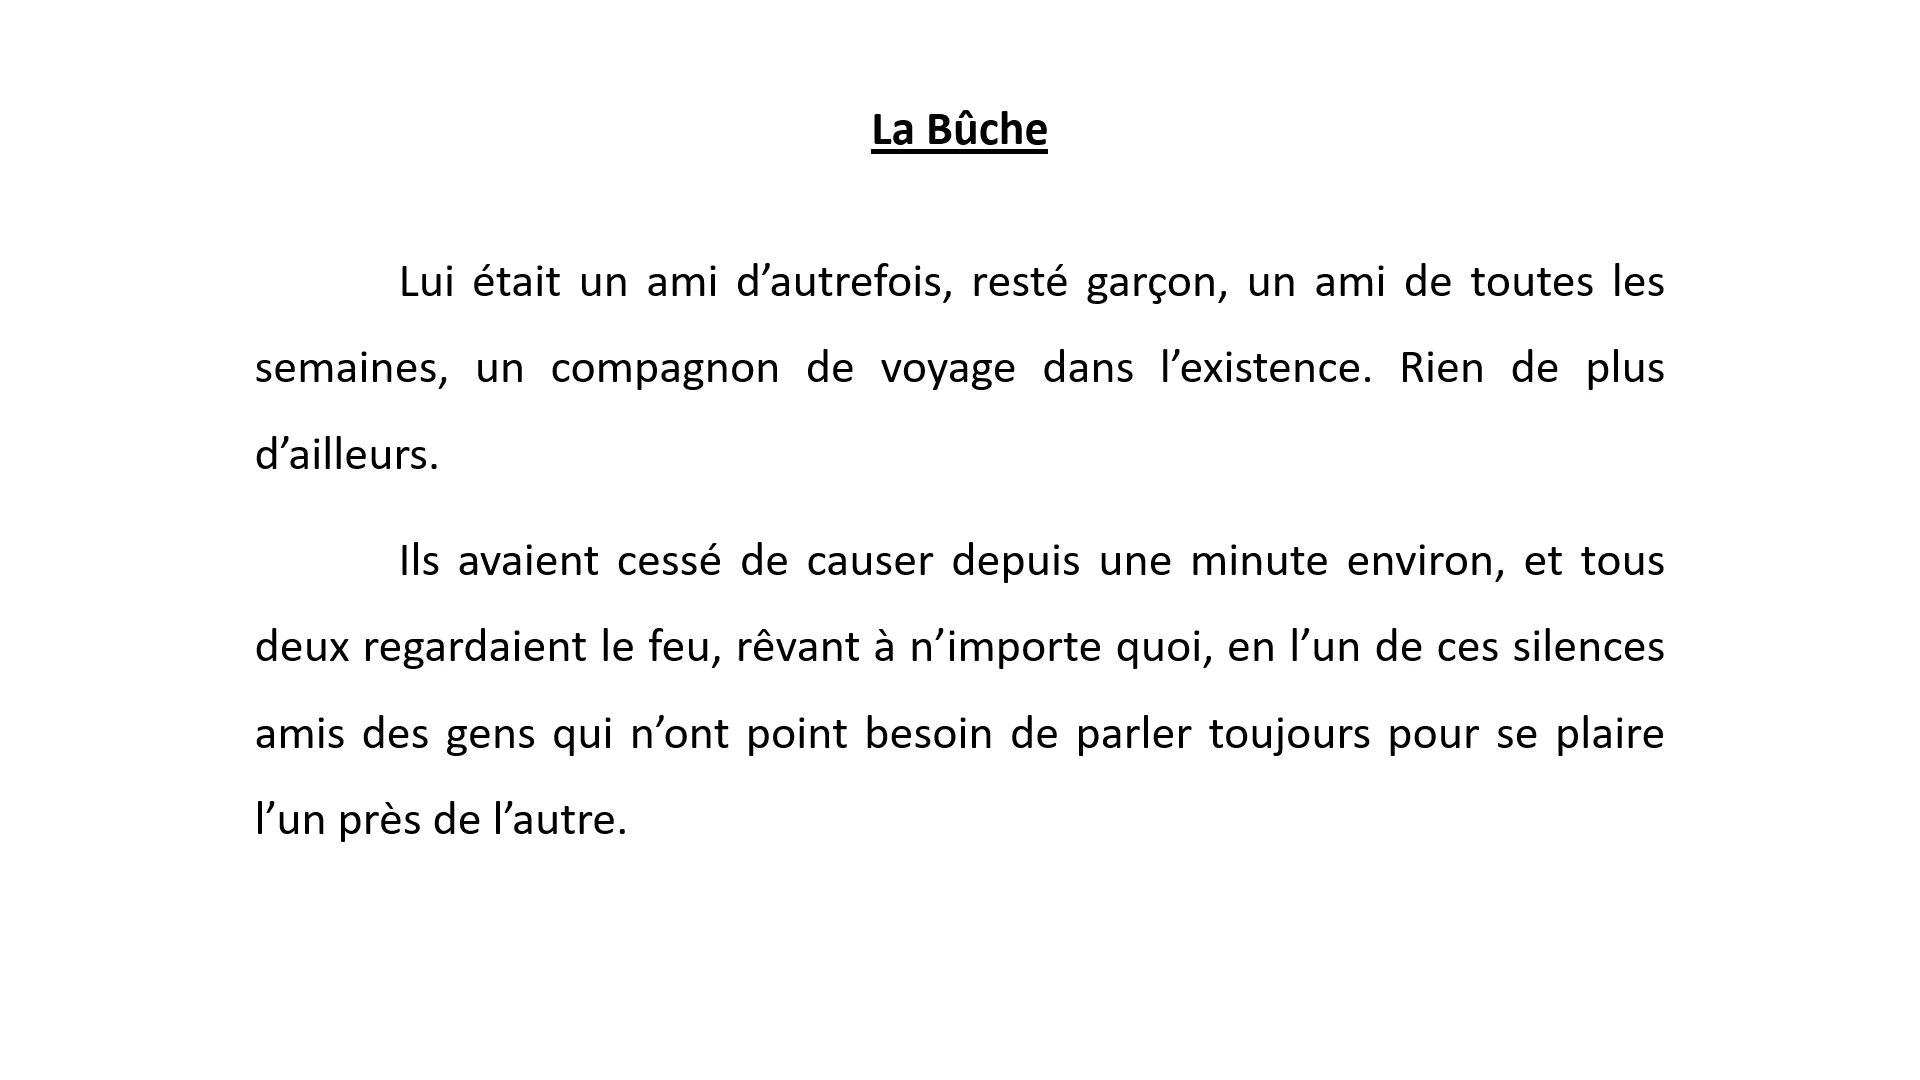 La Bûche
Lui était un ami d’autrefois, resté garçon, un ami de toutes les
semaines, un compagnon de voyage dans l’existence. Rien de plus
d’ailleurs.
Ils avaient cessé de causer depuis une minute environ, et tous
deux regardaient le feu, rêvant à n’importe quoi, en l’un de ces silences
amis des gens qui n’ont point besoin de parler toujours pour se plaire
l’un près de l’autre.